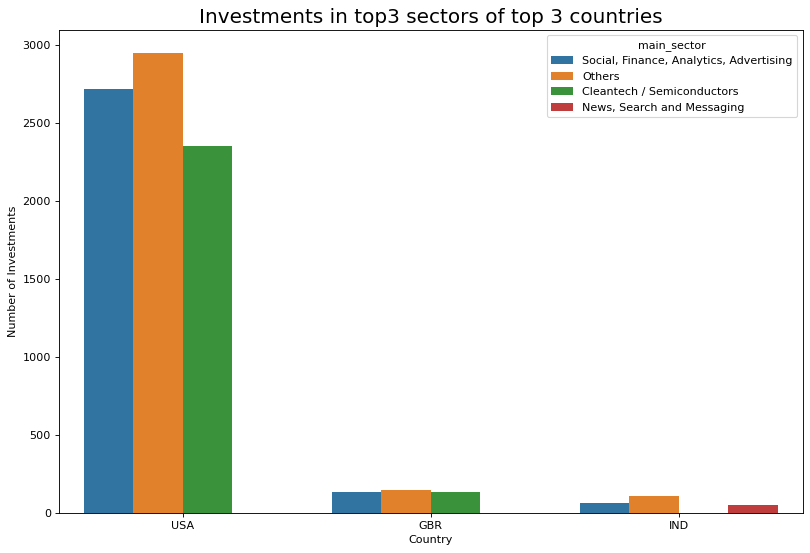 Investments in top3 sectors of top 3 countries
main_sector
Social, Finance, Analytics, Advertising
Others
Cleantech / Semiconductors
News, Search and Messaging
Number of Investments
3000
2500
2000
1500
1000
500
0
USA GBR IND
Country